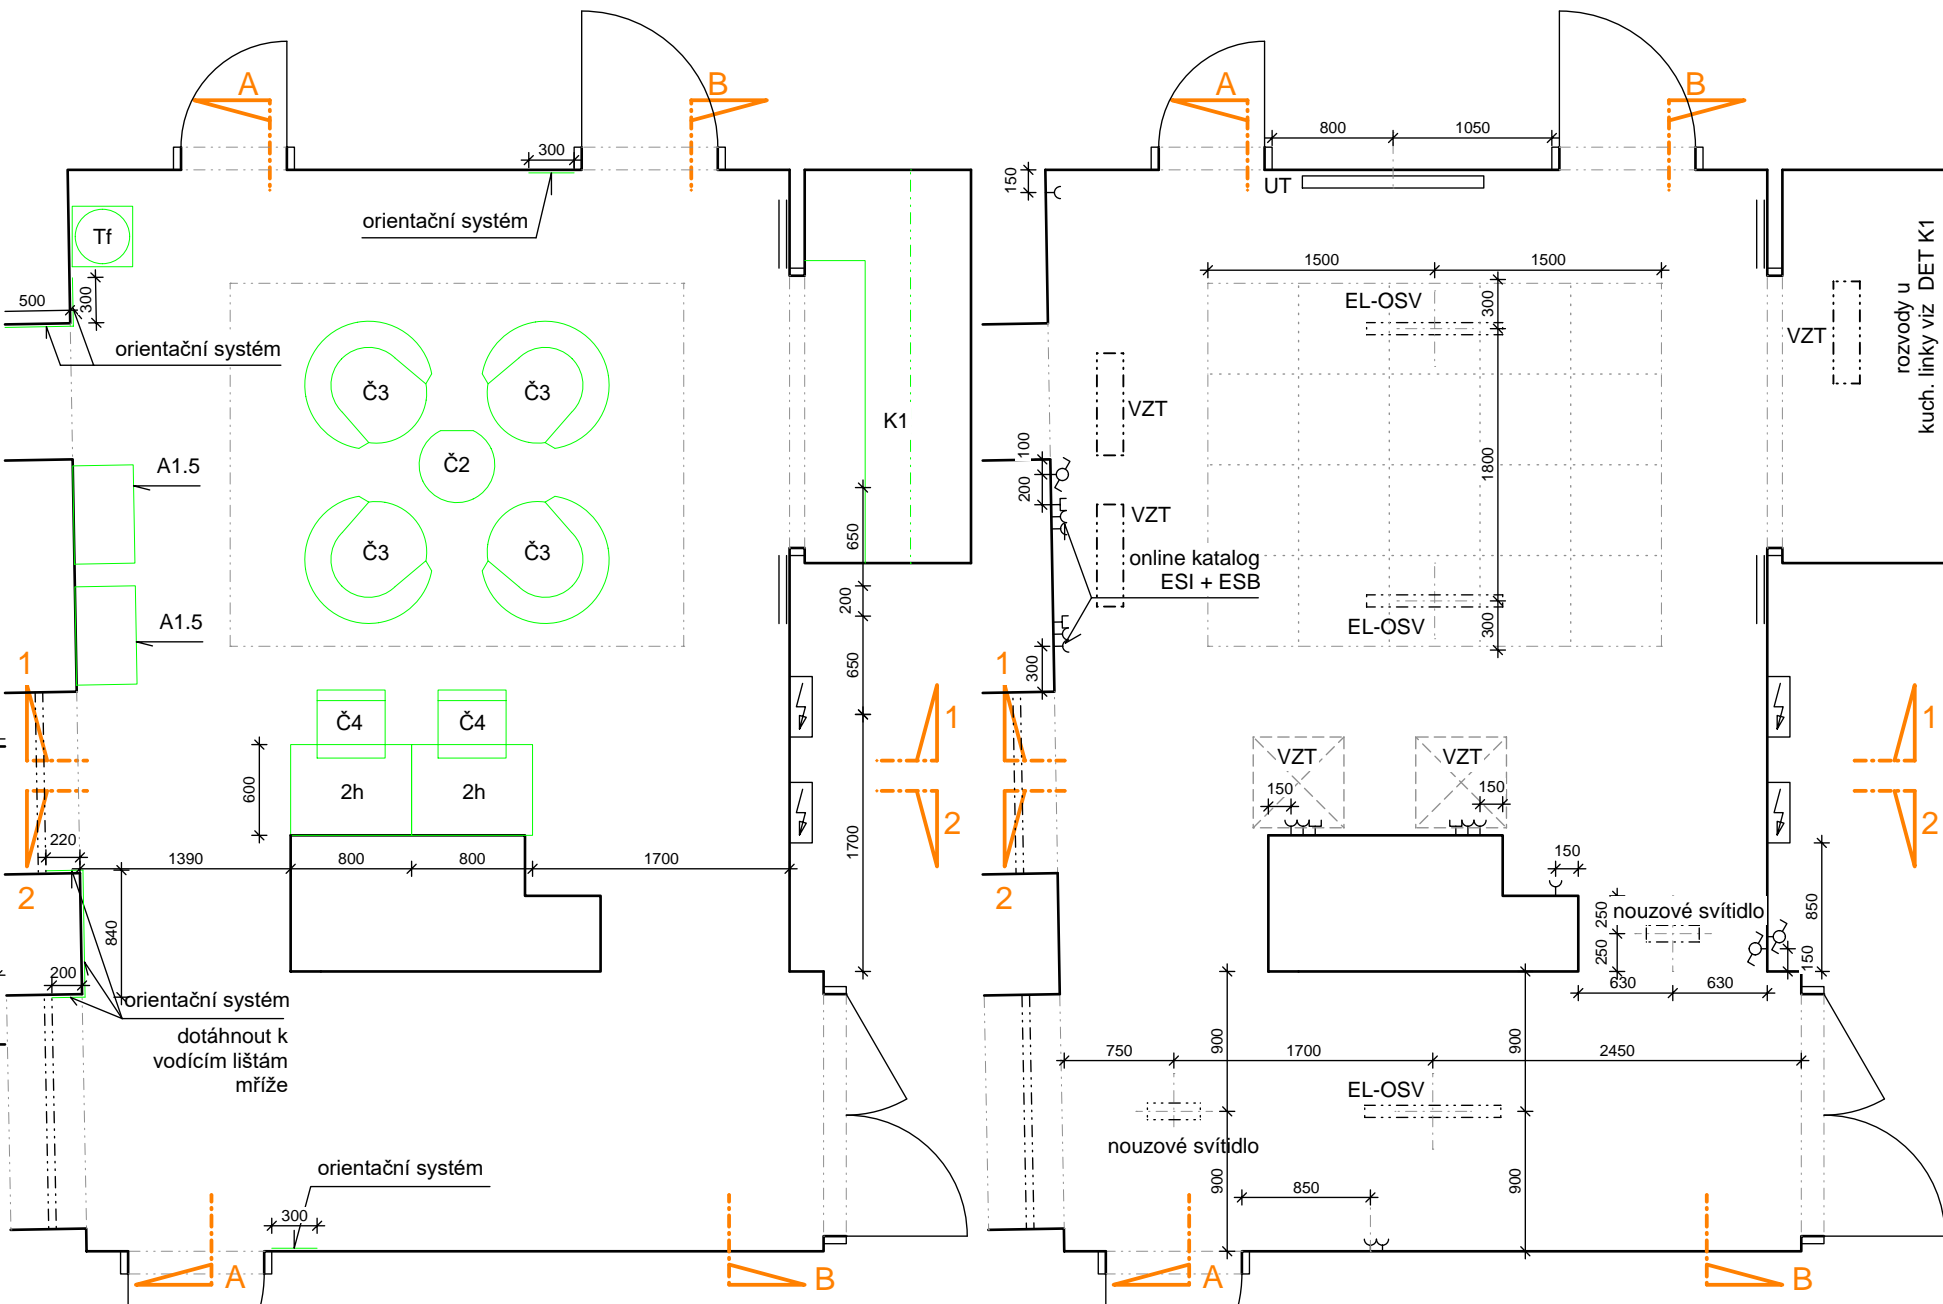 A
B
300
orientační systém
Tf
500
300
orientační systém
Č3
Č3
Č2
Č3
Č3
K1
A1.5
A1.5
650
200
650
1700
1
2
1
2
Č4
Č4
2h
2h
600
220
1390
800
800
1700
840
200
orientační systém
dotáhnout k
vodícím lištám
mříže
orientační systém
300
A
B
A
B
800
1050
150
UT
1500
1500
EL-OSV
300
VZT
rozvody u
kuch. linky viz DET K1
VZT
100
200
1800
VZT
online katalog
ESI + ESB
EL-OSV
300
300
1
2
1
2
VZT
VZT
150
150
150
250
250
nouzové svítidlo
850
150
630
630
900
900
750
1700
2450
EL-OSV
nouzové svítidlo
900
900
850
A
B